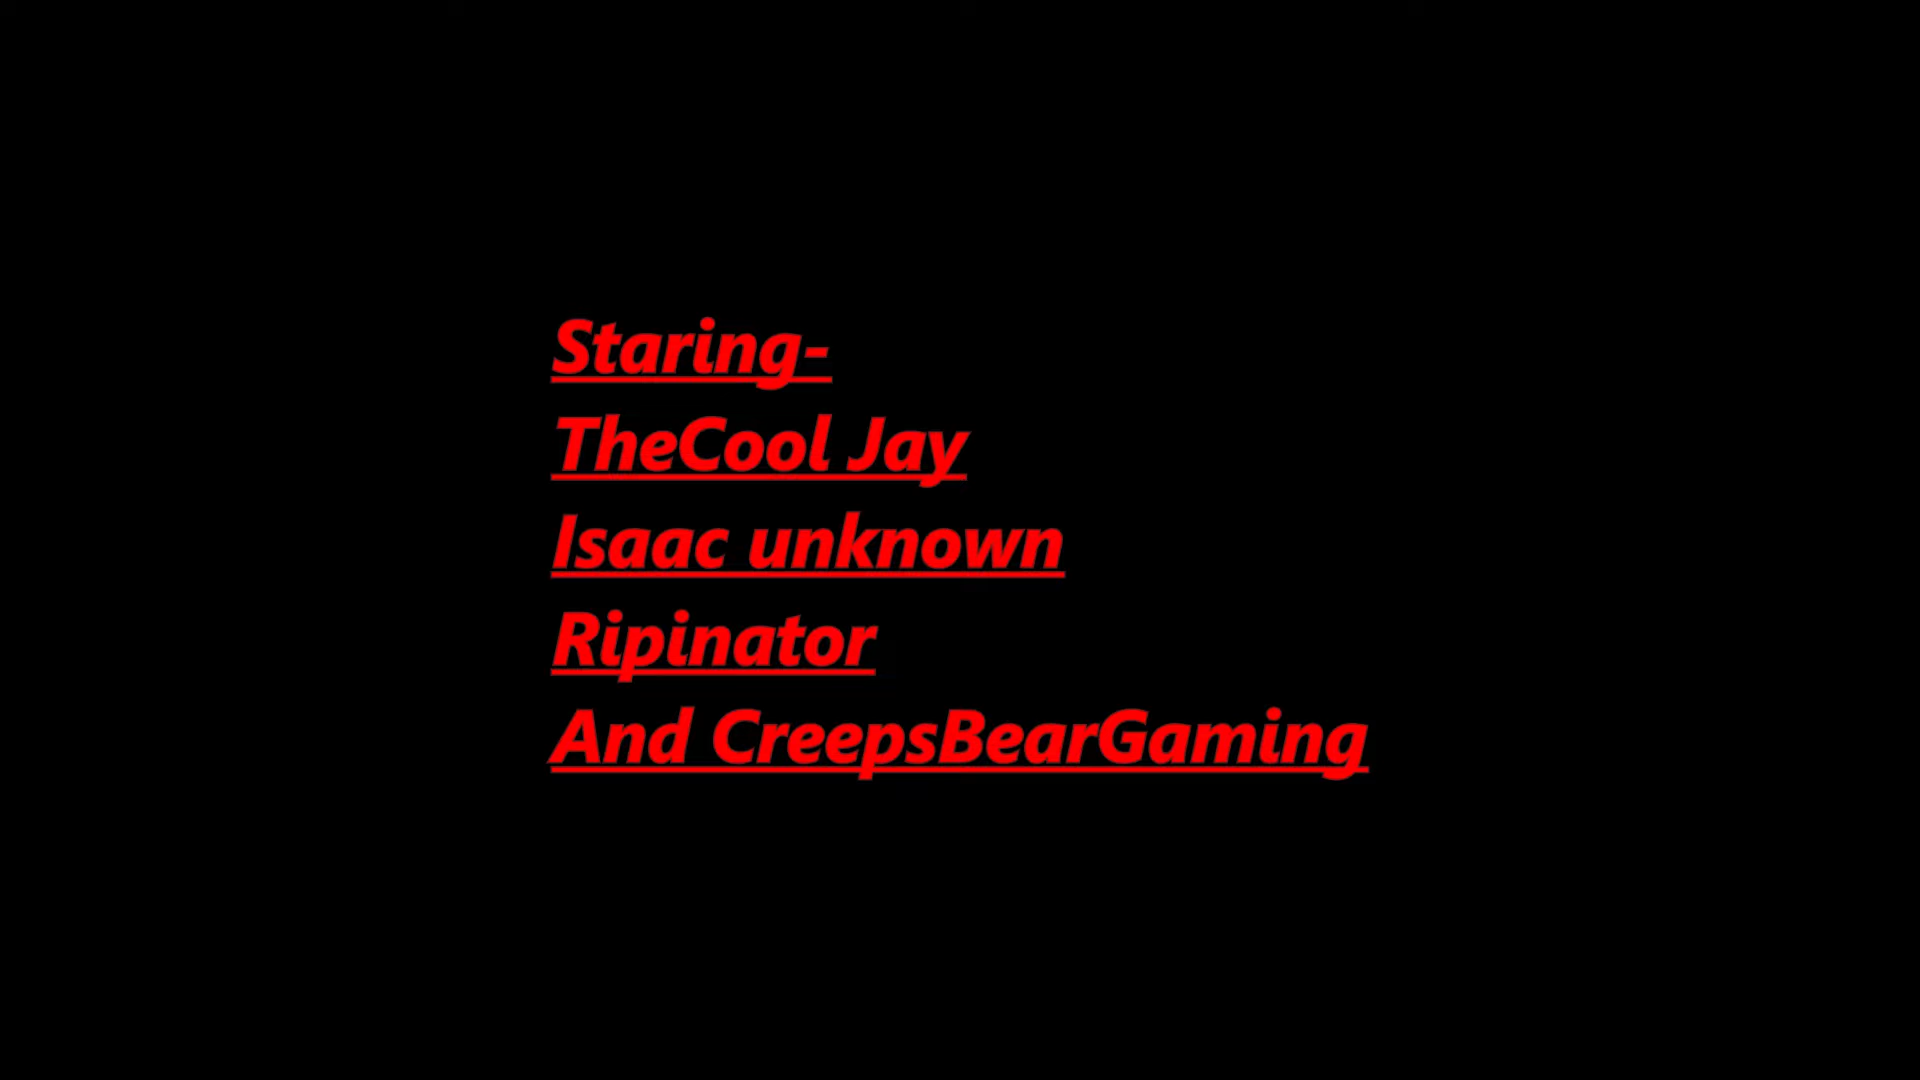 Staring-
TheCool Jay
Isaac unknown
Ripinator
And CreepsBearGaming